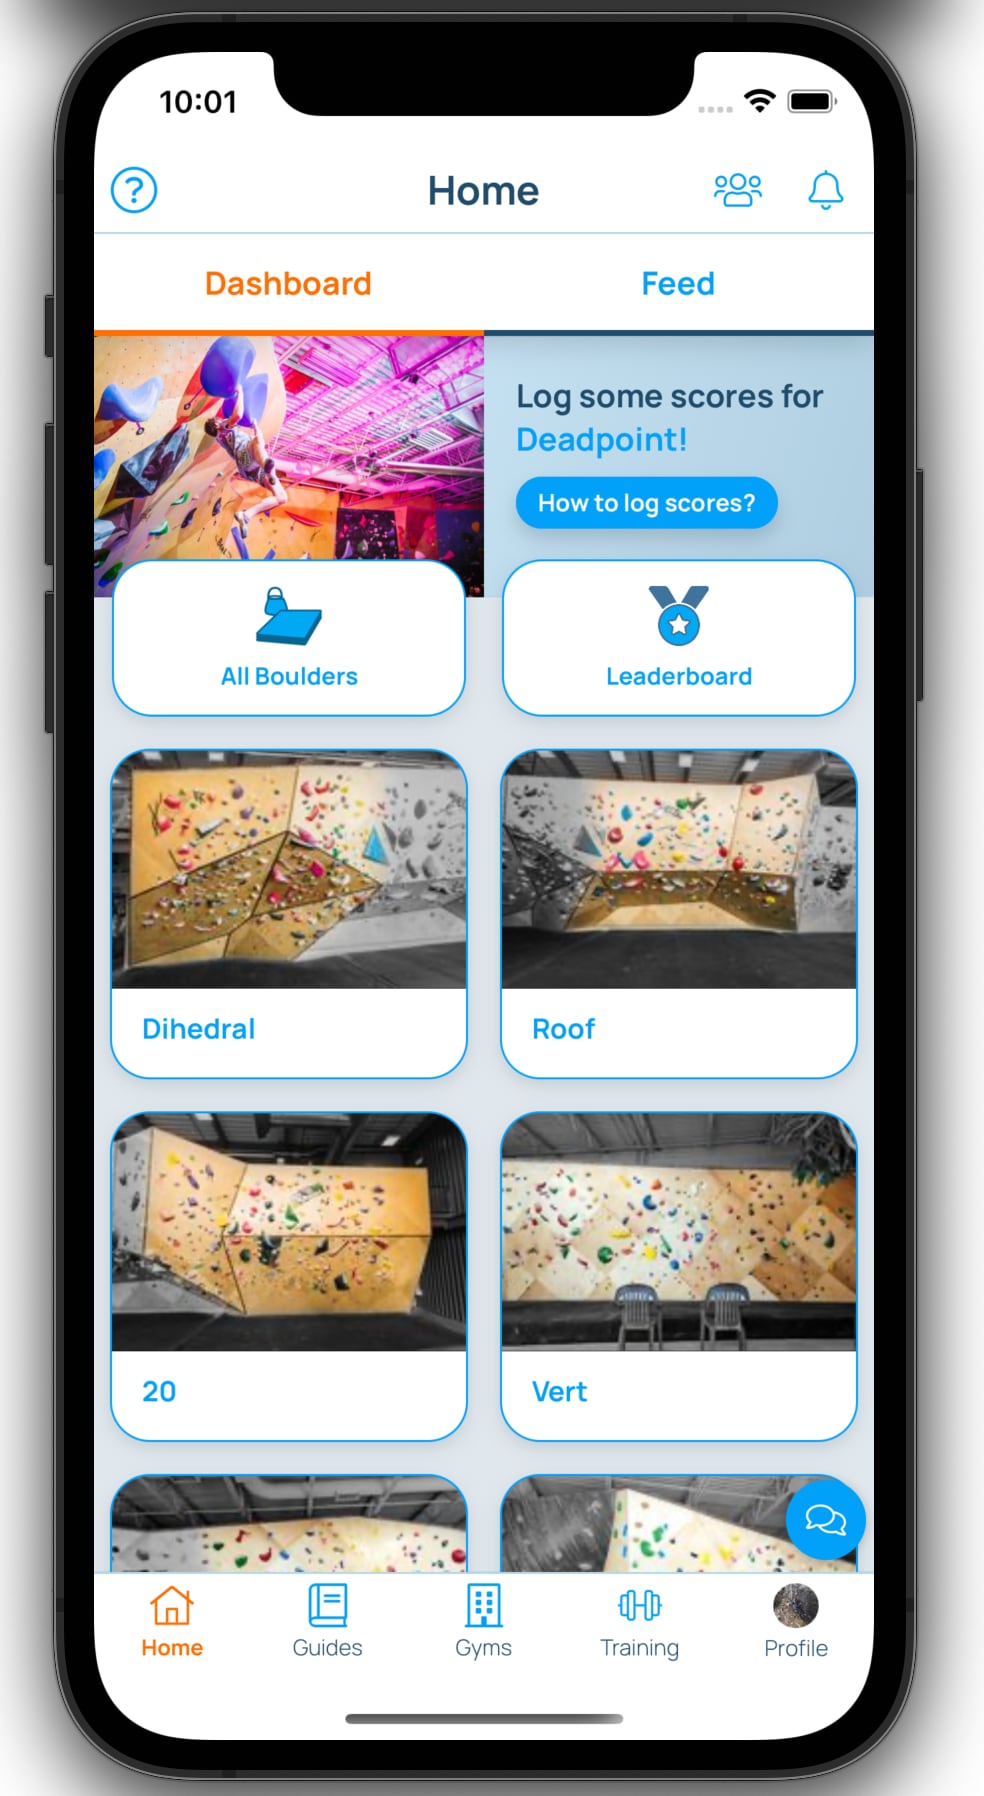 10:01
?
Home
Dashboard
Feed
Log some scores for
Deadpoint!
How to log scores?
All Boulders
Leaderboard
Dihedral
Roof
20
Vert
Home
Guides
Gyms
Training
Profile